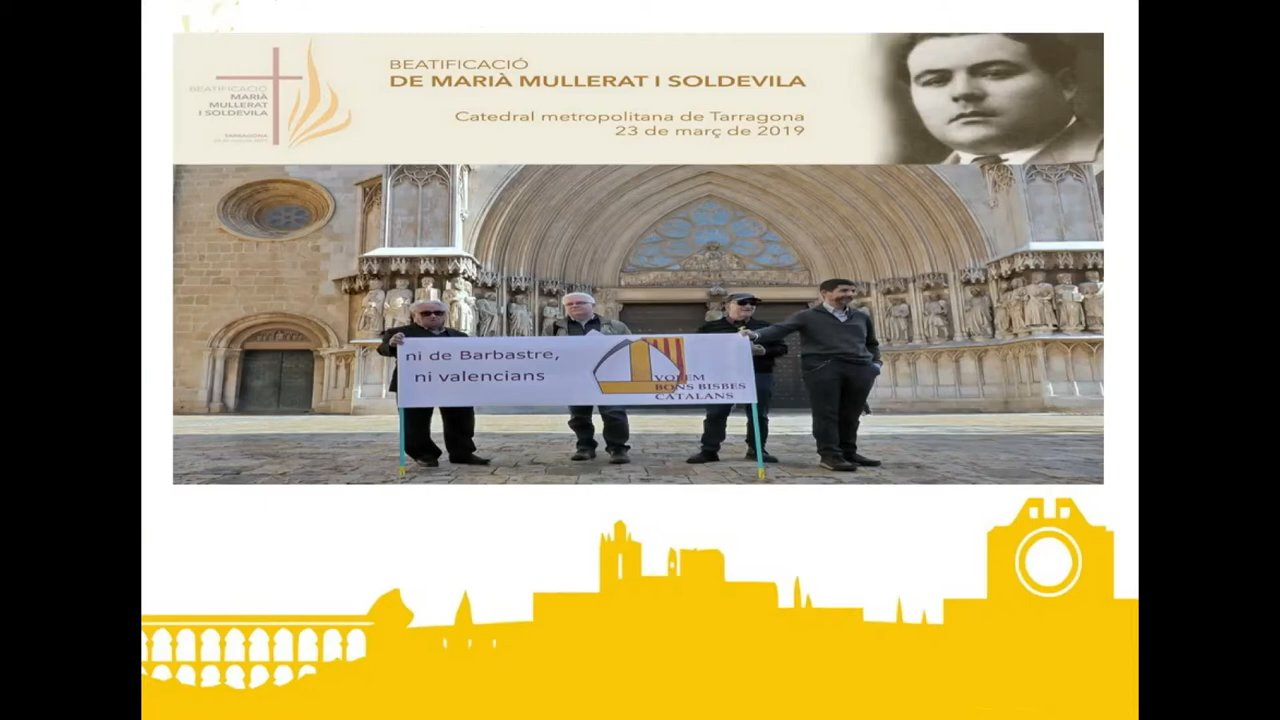 BEATIFICACIÓ
DE MARIÀ MULLERAT I SOLDEVILA
Catedral metropolitana de Tarragona
23 de març de 2019
BEATIFICACIÓ
MARIÀ
MULLERAT
I SOLDEVILA
TARRAGONA
ni de Barbastre,
ni valencians
VOLEM
BONS BISBES
CATALANS